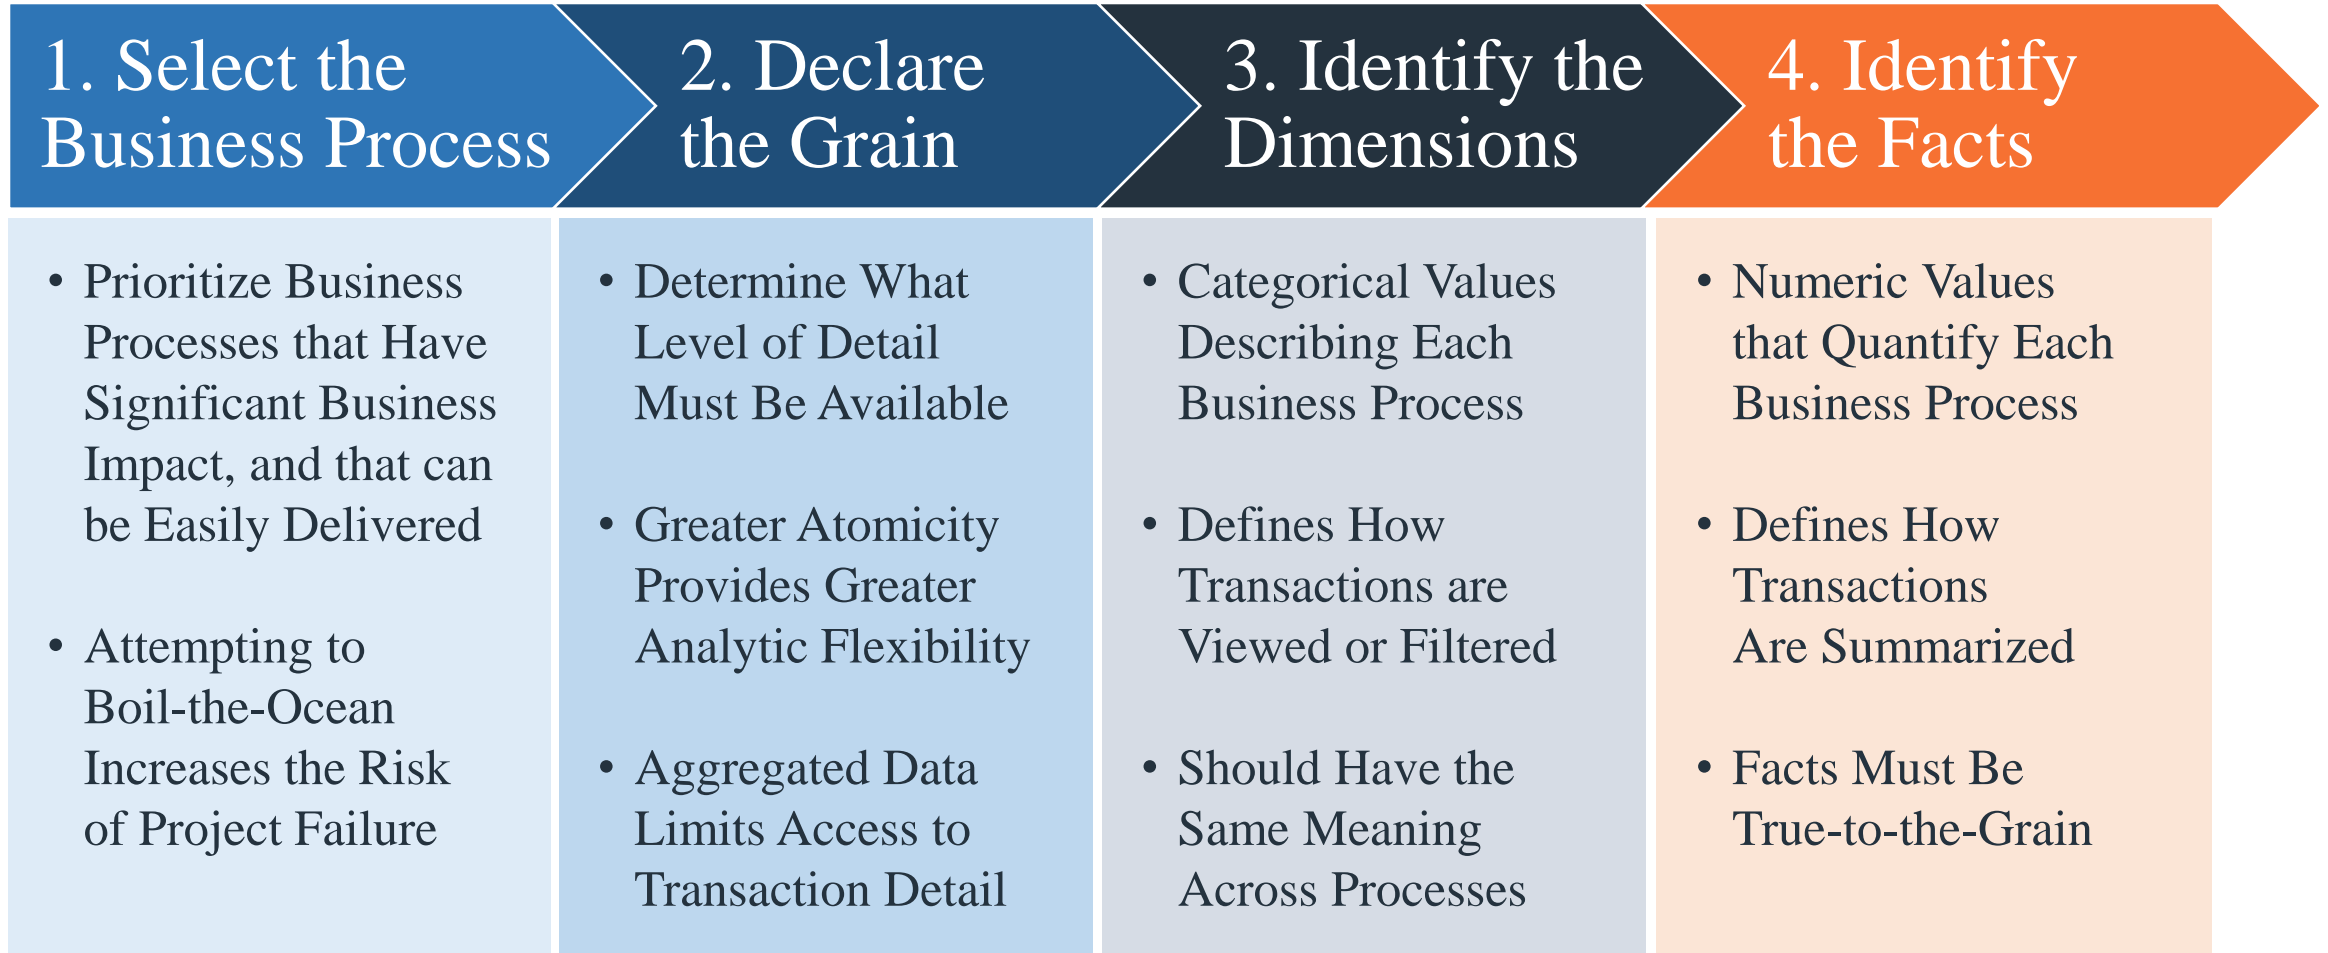 1. Select the
Business Process
2. Declare
the Grain
3. Identify the
Dimensions
4. Identify
the Facts
• Prioritize Business
Processes that Have
Significant Business
Impact, and that can
be Easily Delivered
• Attempting to
Boil-the-Ocean
Increases the Risk
of Project Failure
• Determine What
Level of Detail
Must Be Available
• Greater Atomicity
Provides Greater
Analytic Flexibility
• Aggregated Data
Limits Access to
Transaction Detail
• Categorical Values
Describing Each
Business Process
• Defines How
Transactions are
Viewed or Filtered
• Should Have the
Same Meaning
Across Processes
• Numeric Values
that Quantify Each
Business Process
• Defines How
Transactions
Are Summarized
• Facts Must Be
True-to-the-Grain